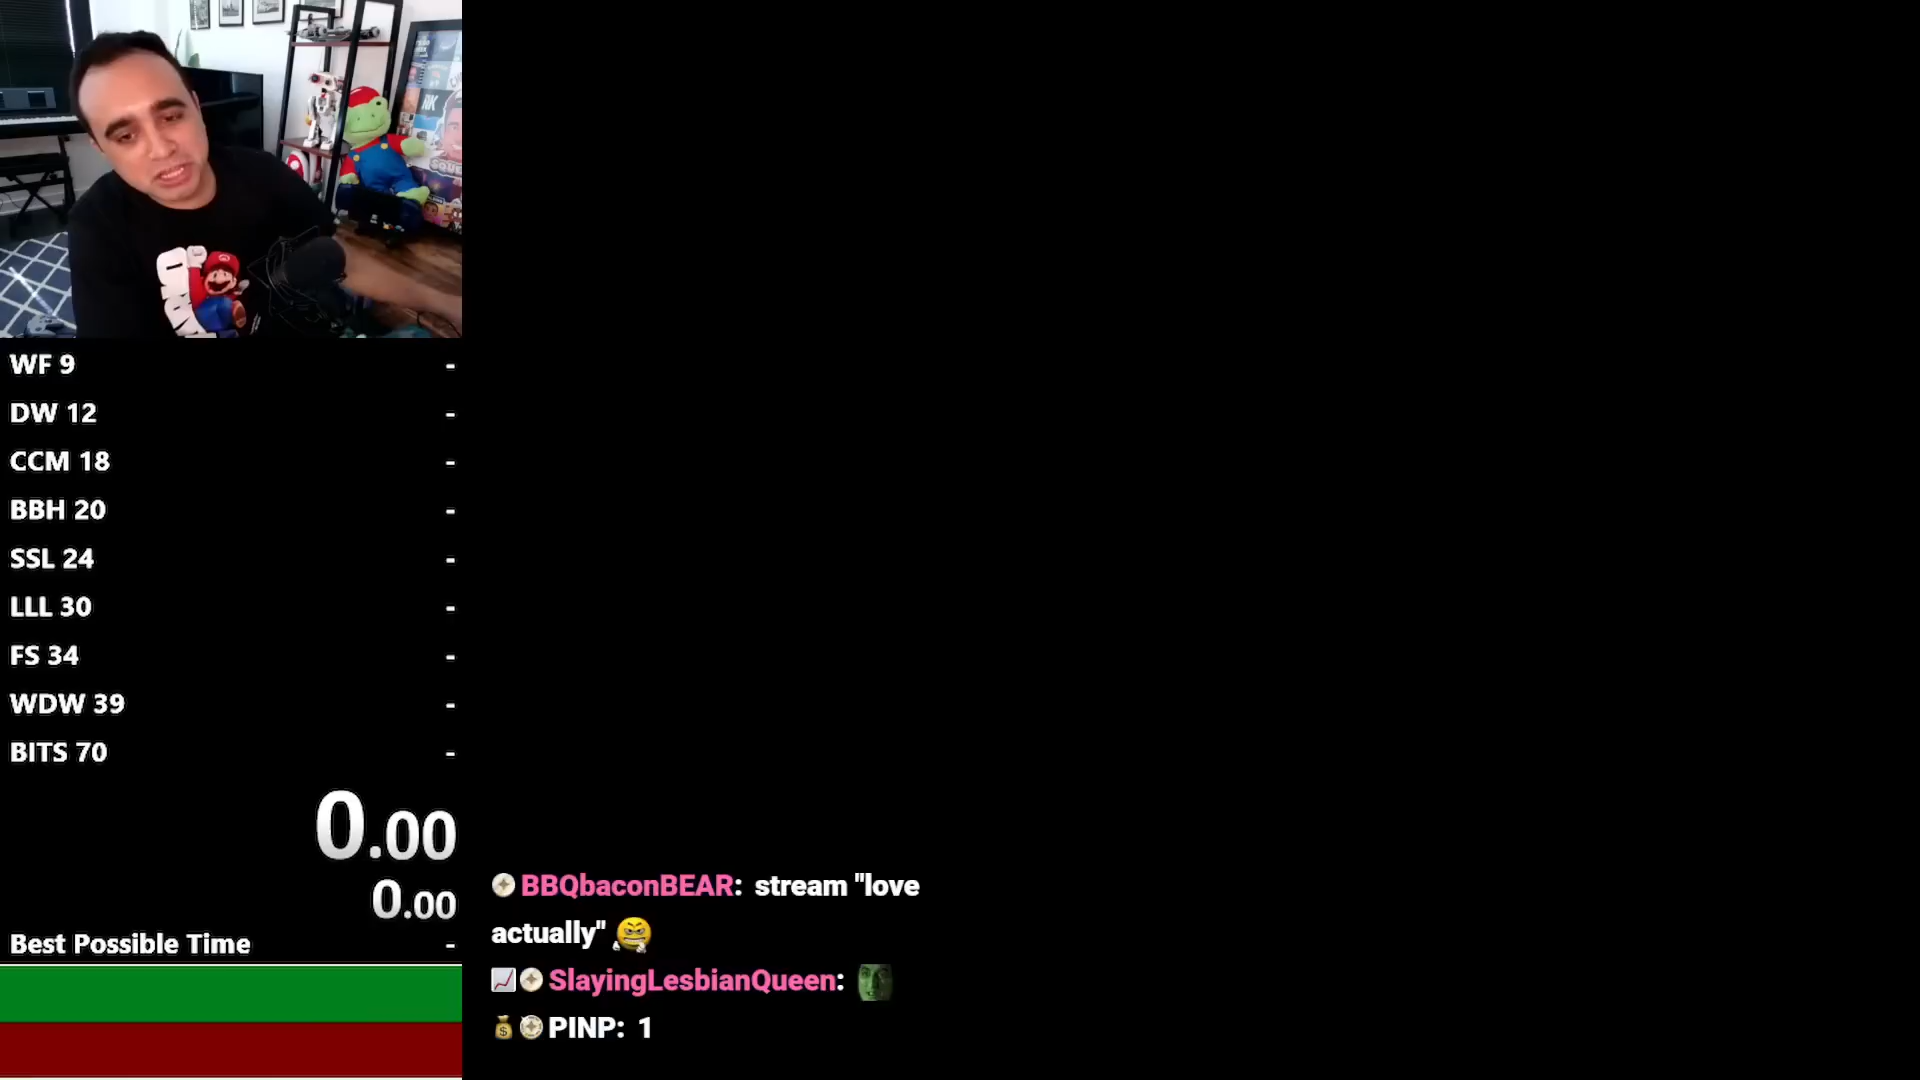 WF 9 -
DW 12 -
CCM 18 -
BBH 20 -
SSL 24 -
LLL 30 -
FS 34 -
WDW 39 -
BITS 70 -
0.00
0.00
Best Possible Time -
BBQbaconBEAR: stream "love
actually"
SlayingLesbianQueen:
PINP: 1